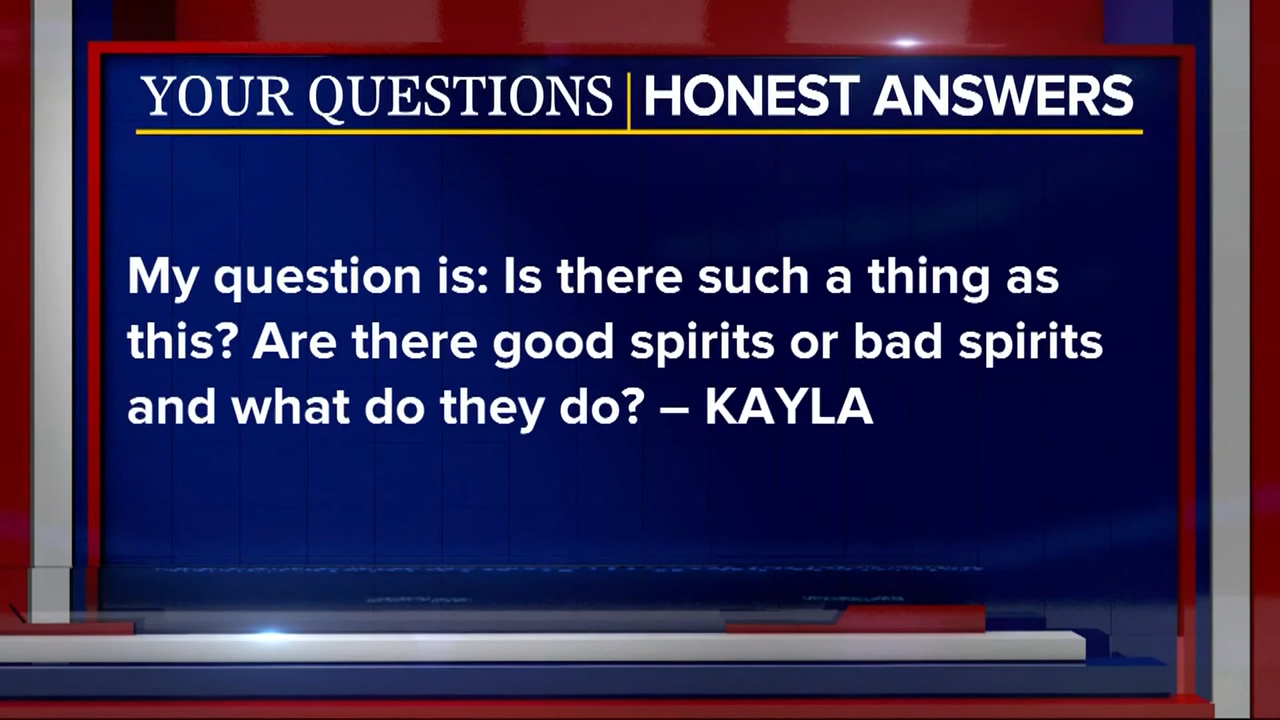 YOUR QUESTIONS | HONEST ANSWERS
My question is: Is there such a thing as
this? Are there good spirits or bad spirits
and what do they do? – KAYLA